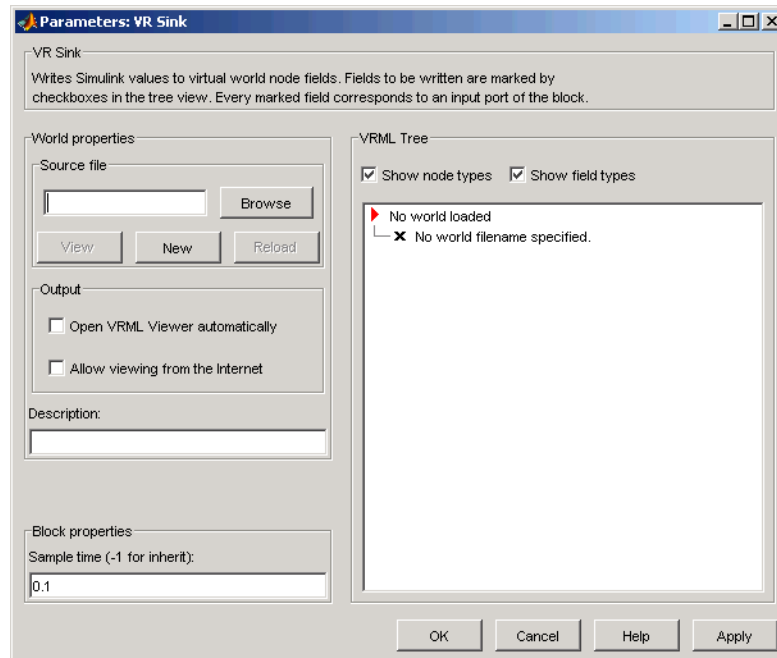 Parameters: VR Sink
VR Sink
Writes Simulink values to virtual world node fields. Fields to be written are marked by
checkboxes in the tree view. Every marked field corresponds to an input port of the block.
World properties
Source file
Browse
View New Reload
Output
Open VRML Viewer automatically
Allow viewing from the Internet
Description:
Block properties
Sample time (-1 for inherit):
0.1
VRML Tree
Show node types Show field types
No world loaded
No world filename specified.
OK Cancel Help Apply